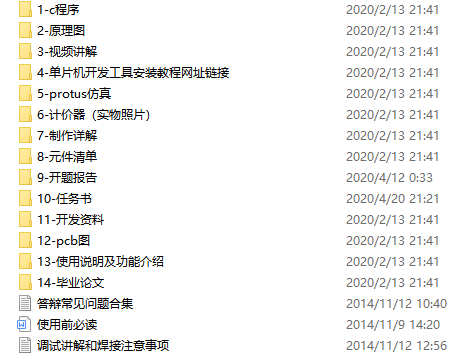 1-c程序 2020/2/13 21:41
2-原理图 2020/2/13 21:41
3-视频讲解 2020/2/13 21:41
4-单片机开发工具安装教程网址链接 2020/2/13 21:41
5-protus仿真 2020/2/13 21:41
6-计价器（实物照片） 2020/2/13 21:41
7-制作详解 2020/2/13 21:41
8-元件清单 2020/2/13 21:41
9-开题报告 2020/4/12 0:33
10-任务书 2020/4/20 21:21
11-开发资料 2020/2/13 21:41
12-pcb图 2020/2/13 21:41
13-使用说明及功能介绍 2020/2/13 21:41
14-毕业论文 2020/2/13 21:41
答辩常见问题合集 2014/11/12 10:40
使用前必读 2014/11/9 14:20
调试讲解和焊接注意事项 2014/11/12 12:56